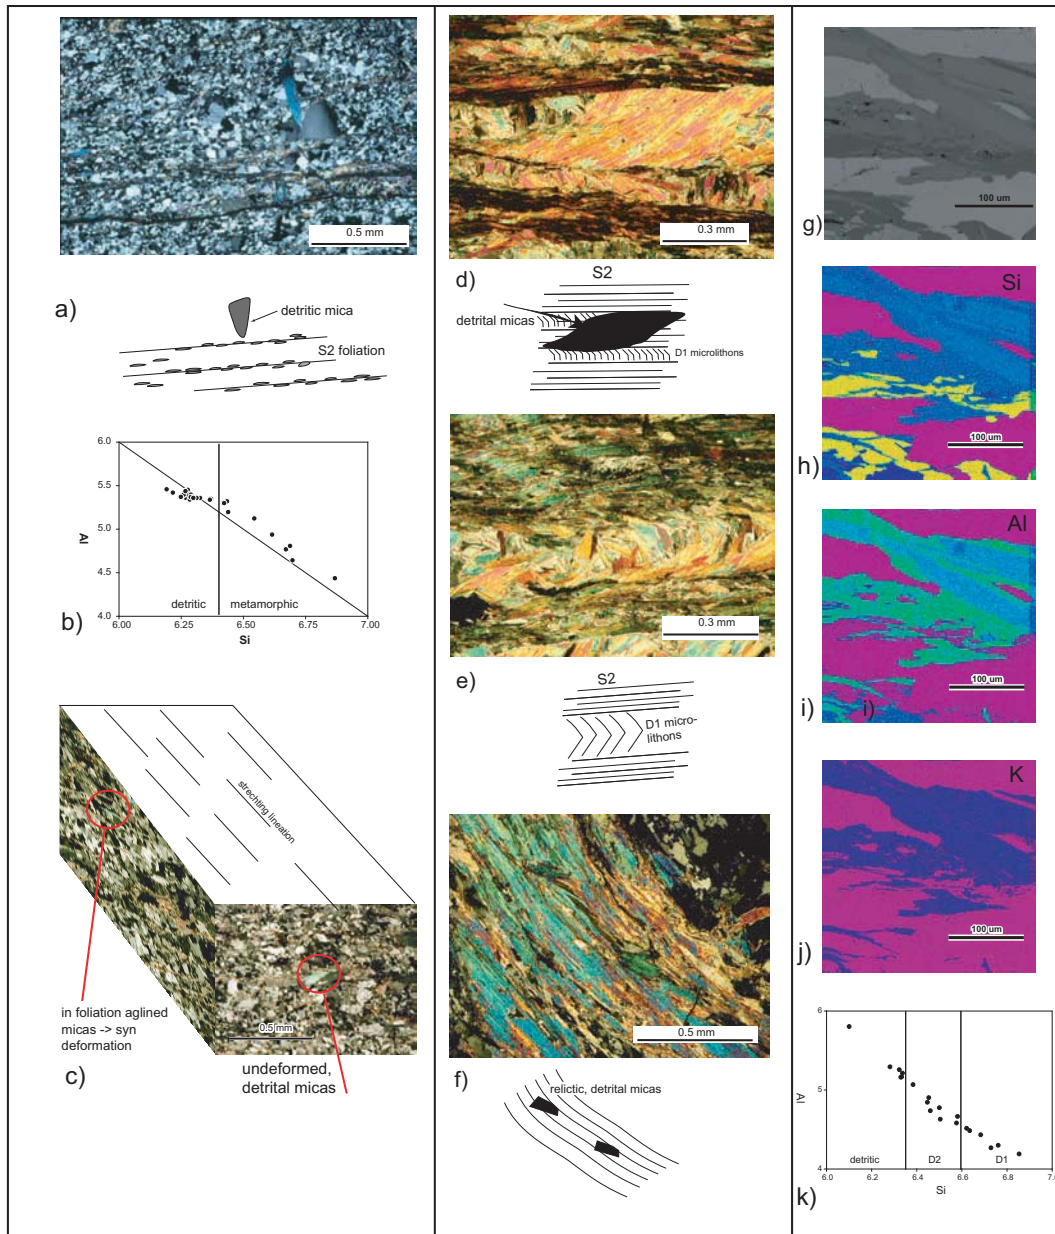 0.5 mm
a)
detritic mica
S2 foliation
6.0
5.5
5.0
4.5
4.0
Al
detritic
metamorphic
6.00
6.25
6.50
6.75
7.00
Si
b)
strechting lineation
in foliation aglined
micas -> syn
deformation
0.5 mm
undeformed,
detrital micas
c)
0.3 mm
d)
S2
detrital micas
D1 microlithons
0.3 mm
e)
S2
D1 micro-
lithons
0.5 mm
f)
relictic, detrital micas
100 um
g)
Si
100 um
h)
Al
100 um
i)
i)
K
100 um
j)
6
5
4
Al
detritic
D2
D1
6.0
6.2
6.4
6.6
6.8
7.0
Si
k)